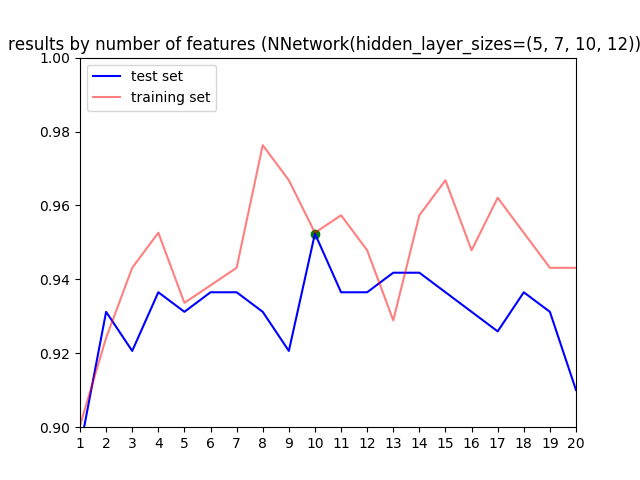 results by number of features (NNetwork(hidden_layer_sizes=(5, 7, 10, 12))
test set
training set
1.00
0.98
0.96
0.94
0.92
0.90
1 2 3 4 5 6 7 8 9 10 11 12 13 14 15 16 17 18 19 20